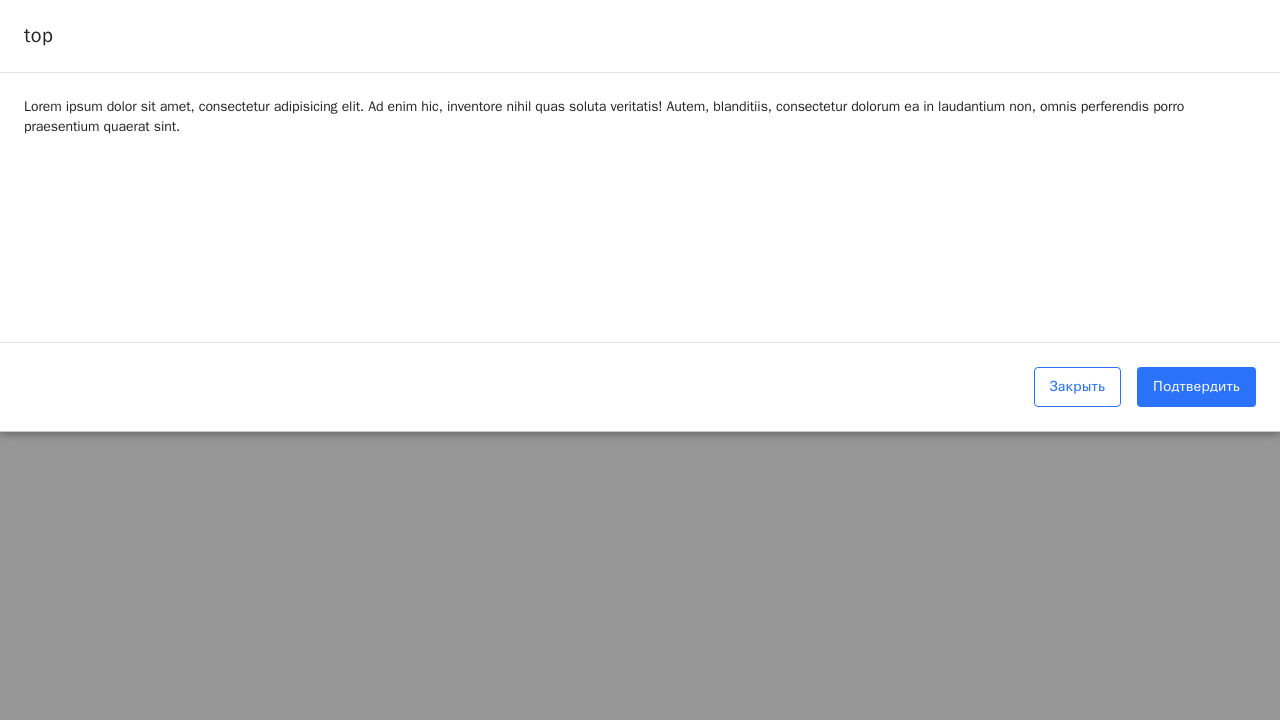 top
Lorem ipsum dolor sit amet, consectetur adipisicing elit. Ad enim hic, inventore nihil quas soluta veritatis! Autem, blanditiis, consectetur dolorum ea in laudantium non, omnis perferendis porro
praesentium quaerat sint.
Закрыть
Подтвердить